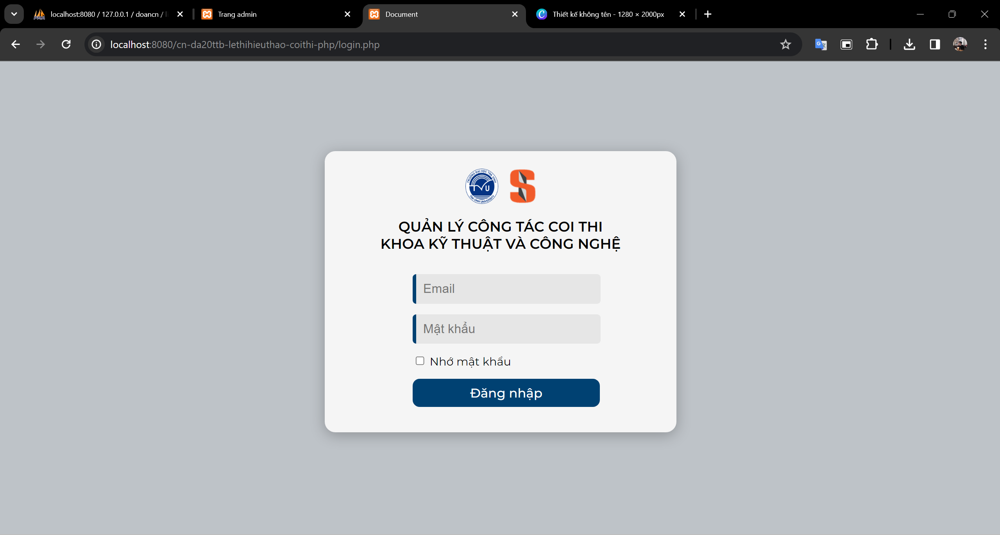 localhost:8080 / 127.0.0.1 / doancn / li
Trang admin
Document
Thiết kế không tên - 1280 × 2000px
localhost:8080/cn-da20ttb-lethihieuthao-coithi-php/login.php
TRƯỜNG ĐẠI HỌC TRÀ VINH
TVU
TRA VINH UNIVERSITY
S
QUẢN LÝ CÔNG TÁC COI THI
KHOA KỸ THUẬT VÀ CÔNG NGHỆ
Email
Mật khẩu
Nhớ mật khẩu
Đăng nhập